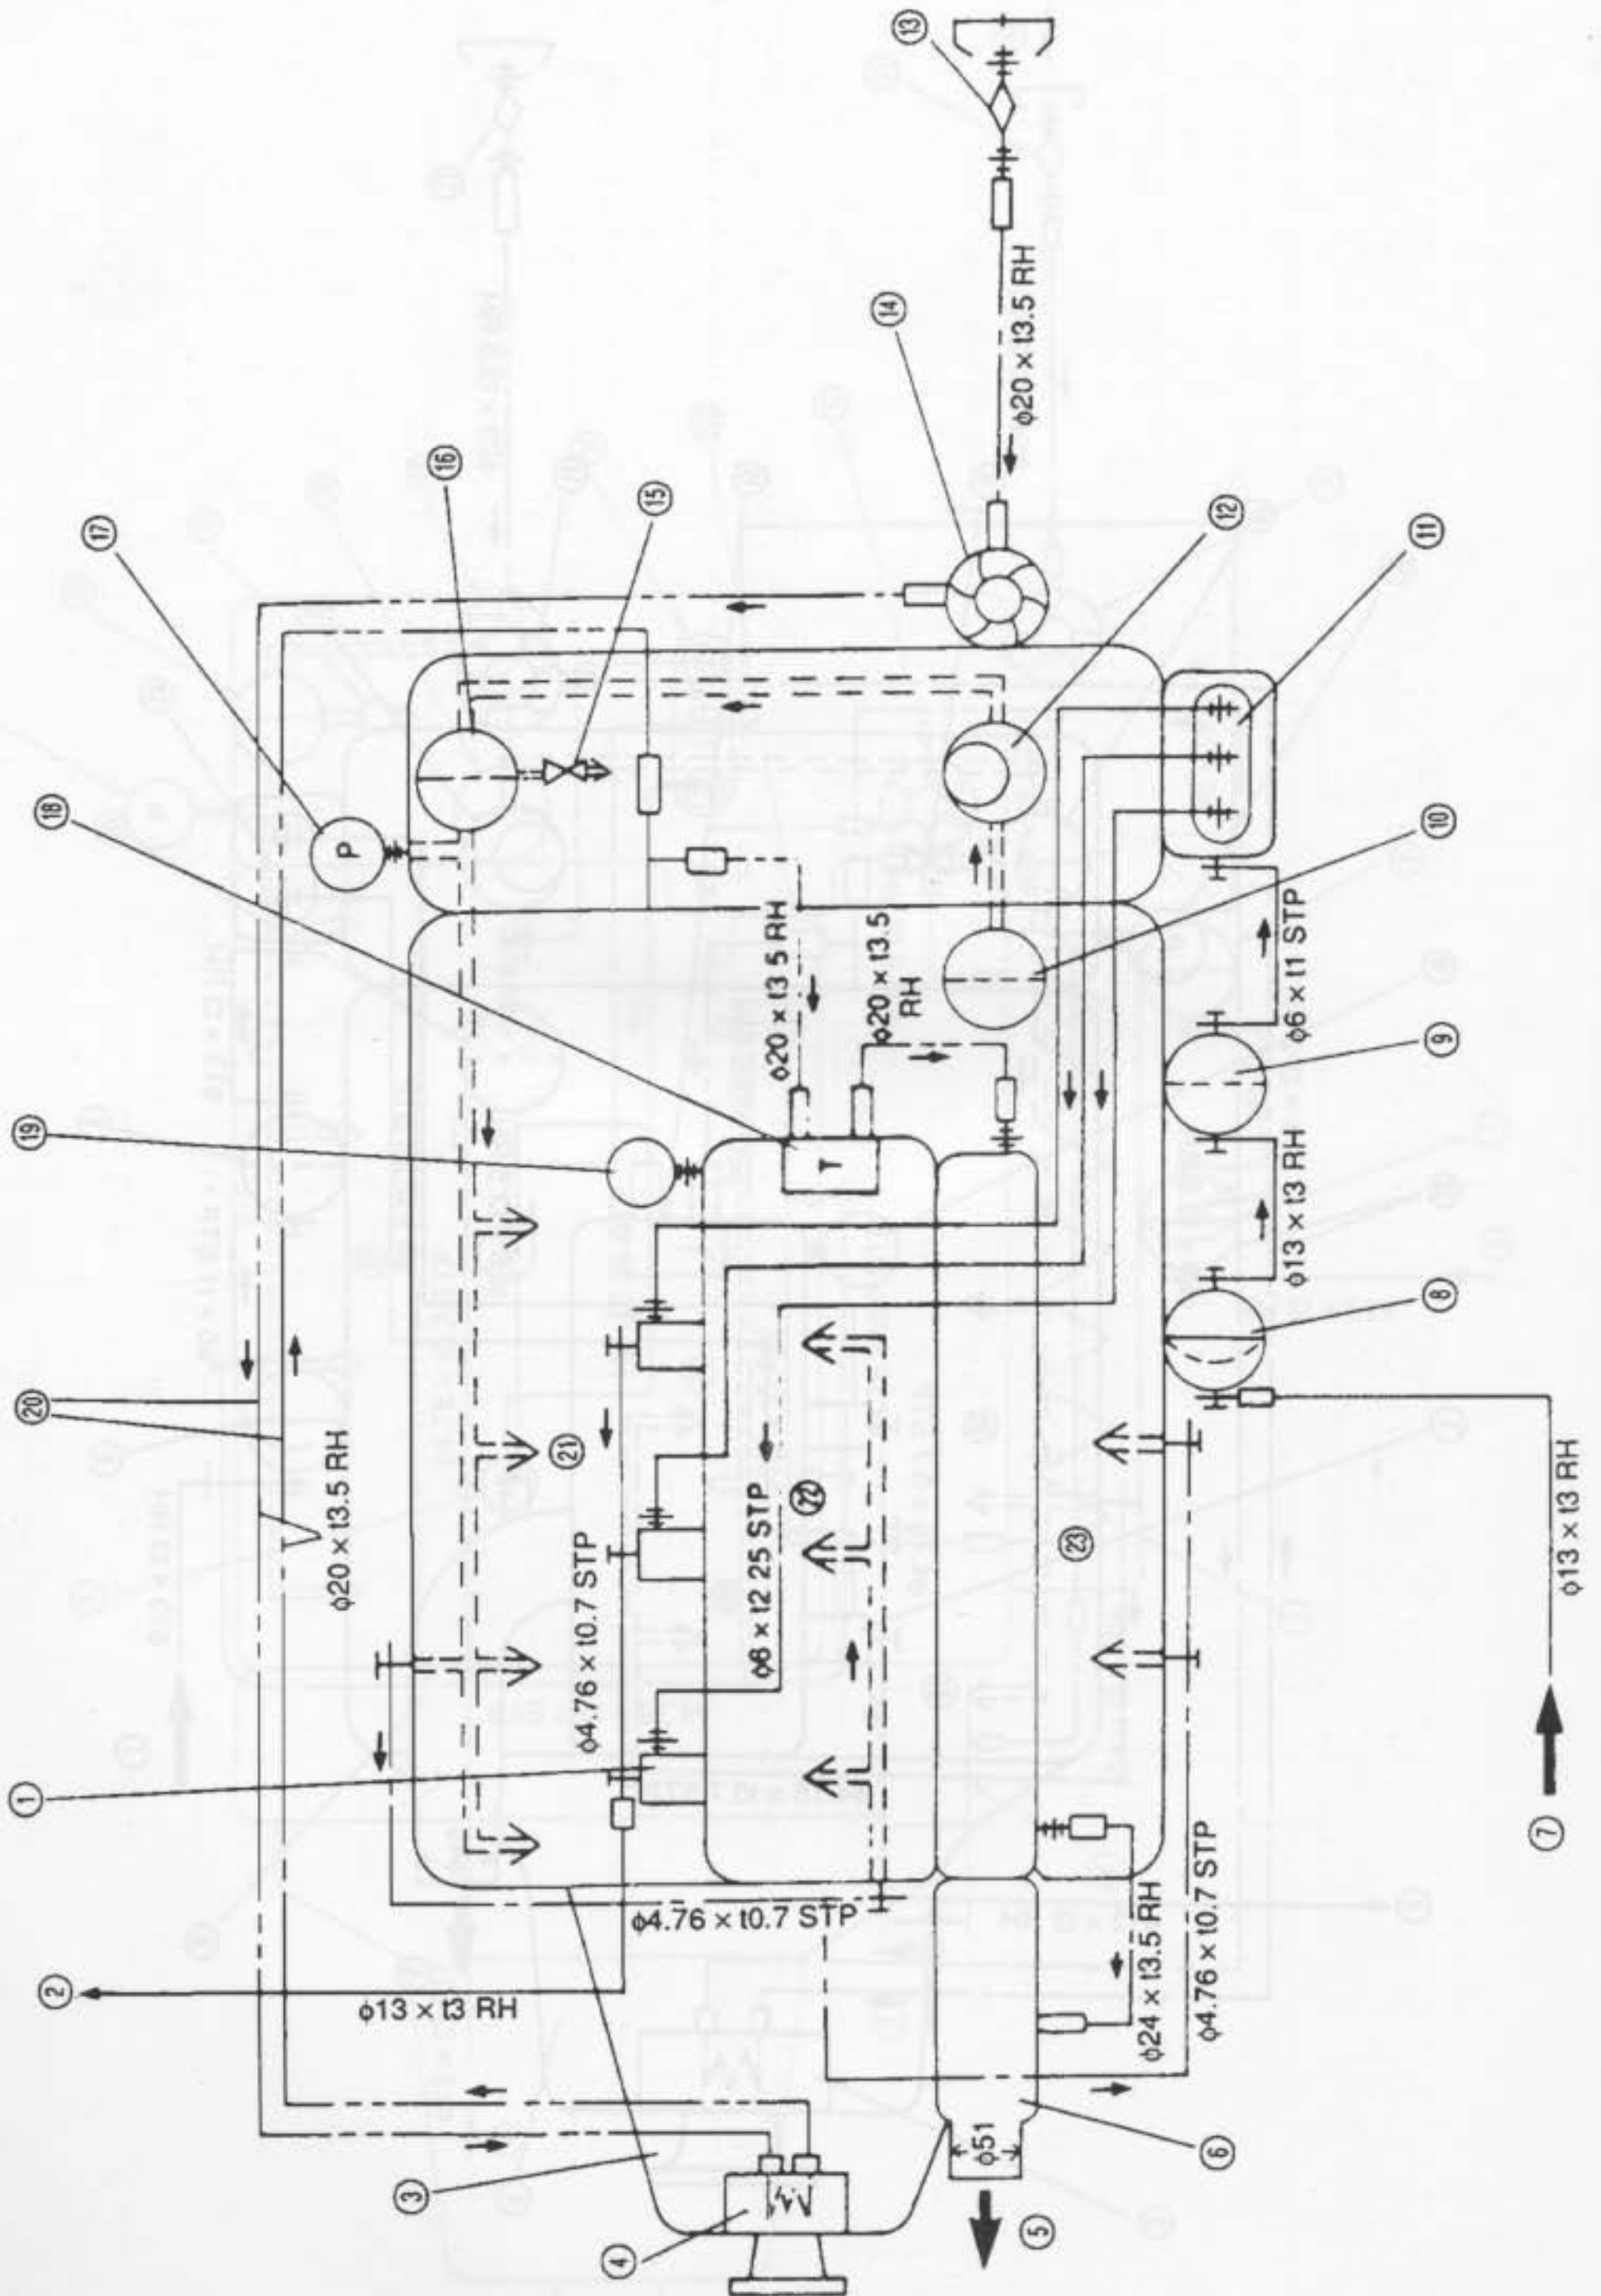 ⑬
φ20 × t3.5 RH
⑭
⑯
⑮
⑰
P
⑱
⑫
⑪
⑩
φ20 × t3 5 RH
φ20 × t3.5
RH
φ6 × t1 STP
⑨
⑲
T
φ13 × t3 RH
⑧
⑳
φ20 × t3.5 RH
㉑
φ4.76 × t0.7 STP
φ6 × t2 25 STP
㉒
㉓
φ13 × t3 RH
⑦
①
φ4.76 × t0.7 STP
②
φ13 × t3 RH
φ24 × t3.5 RH
φ4.76 × t0.7 STP
③
④
φ51
⑤
⑥